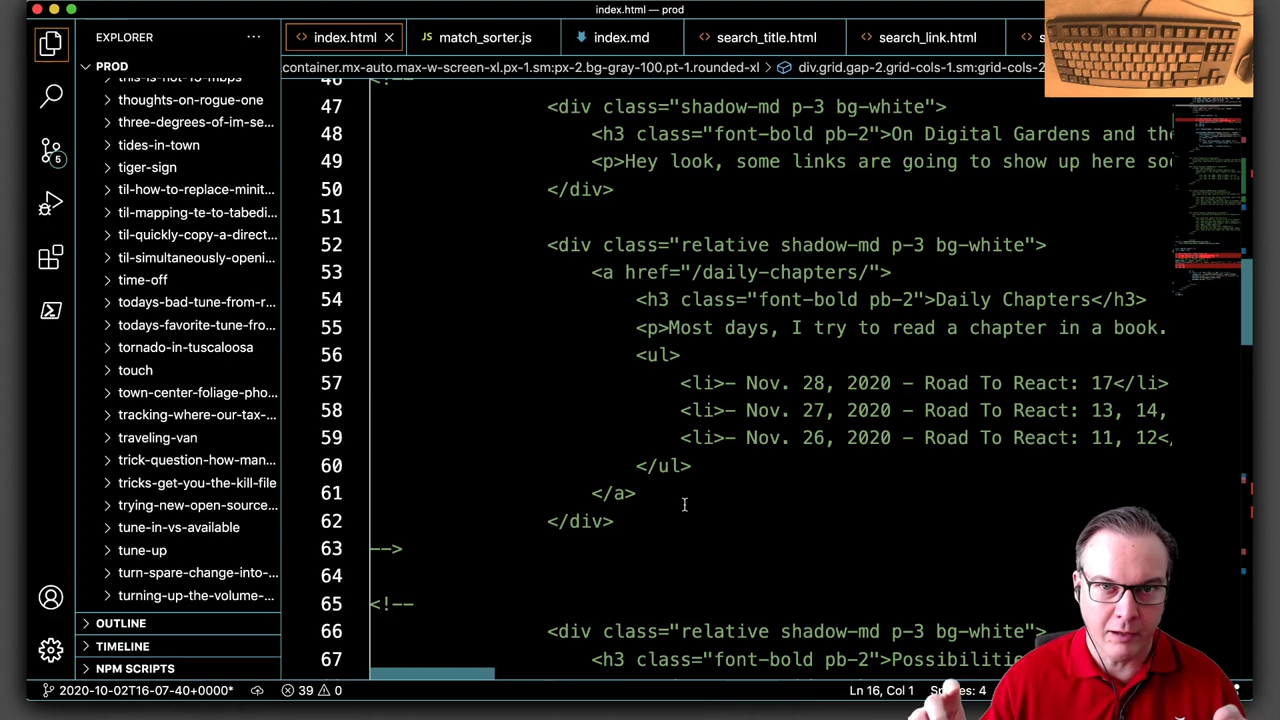 index.html — prod
EXPLORER
PROD
this-is-not-15-mbps
thoughts-on-rogue-one
three-degrees-of-im-se...
tides-in-town
tiger-sign
til-how-to-replace-minit...
til-mapping-te-to-tabedi...
til-quickly-copy-a-direct...
til-simultaneously-openi...
time-off
todays-bad-tune-from-r...
todays-favorite-tune-fro...
tornado-in-tuscaloosa
touch
town-center-foliage-pho...
tracking-where-our-tax-...
traveling-van
trick-question-how-man...
tricks-get-you-the-kill-file
trying-new-open-source...
tune-in-vs-available
tune-up
turn-spare-change-into-...
turning-up-the-volume-...
OUTLINE
TIMELINE
NPM SCRIPTS
5
<> index.html
JS match_sorter.js
index.md
<> search_title.html
<> search_link.html
<> s
container.mx-auto.max-w-screen-xl.px-1.sm:px-2.bg-gray-100.pt-1.rounded-xl > div.grid.gap-2.grid-cols-1.sm:grid-cols-2
46 <!--
47 <div class="shadow-md p-3 bg-white">
48 <h3 class="font-bold pb-2">On Digital Gardens and the
49 <p>Hey look, some links are going to show up here soo
50 </div>
51
52 <div class="relative shadow-md p-3 bg-white">
53 <a href="/daily-chapters/">
54 <h3 class="font-bold pb-2">Daily Chapters</h3>
55 <p>Most days, I try to read a chapter in a book.
56 <ul>
57 <li>- Nov. 28, 2020 - Road To React: 17</li>
58 <li>- Nov. 27, 2020 - Road To React: 13, 14,
59 <li>- Nov. 26, 2020 - Road To React: 11, 12<
60 </ul>
61 </a>
62 </div>
63 -->
64
65 <!--
66 <div class="relative shadow-md p-3 bg-white">
67 <h3 class="font-bold pb-2">Possibilitie
2020-10-02T16-07-40+0000*
39
0
Ln 16, Col 1
4